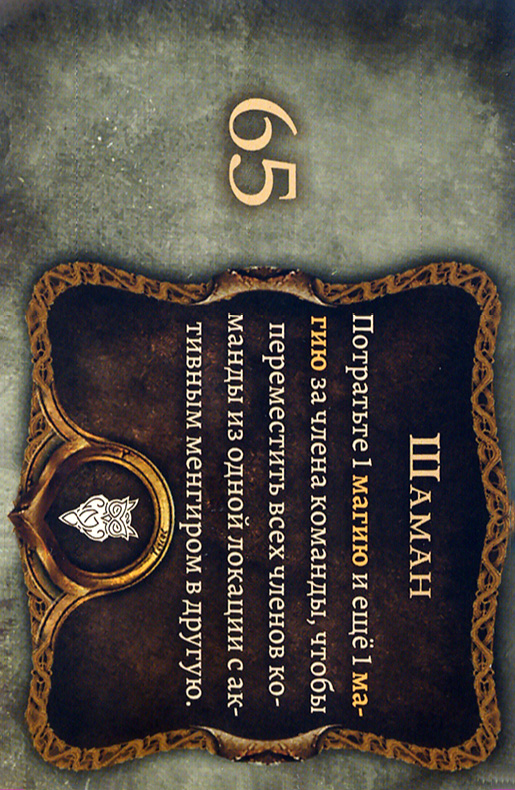 65
Шаман
Потратьте 1 магию и ещё 1 ма-
гию за члена команды, чтобы
переместить всех членов ко-
манды из одной локации с ак-
тивным менгиром в другую.